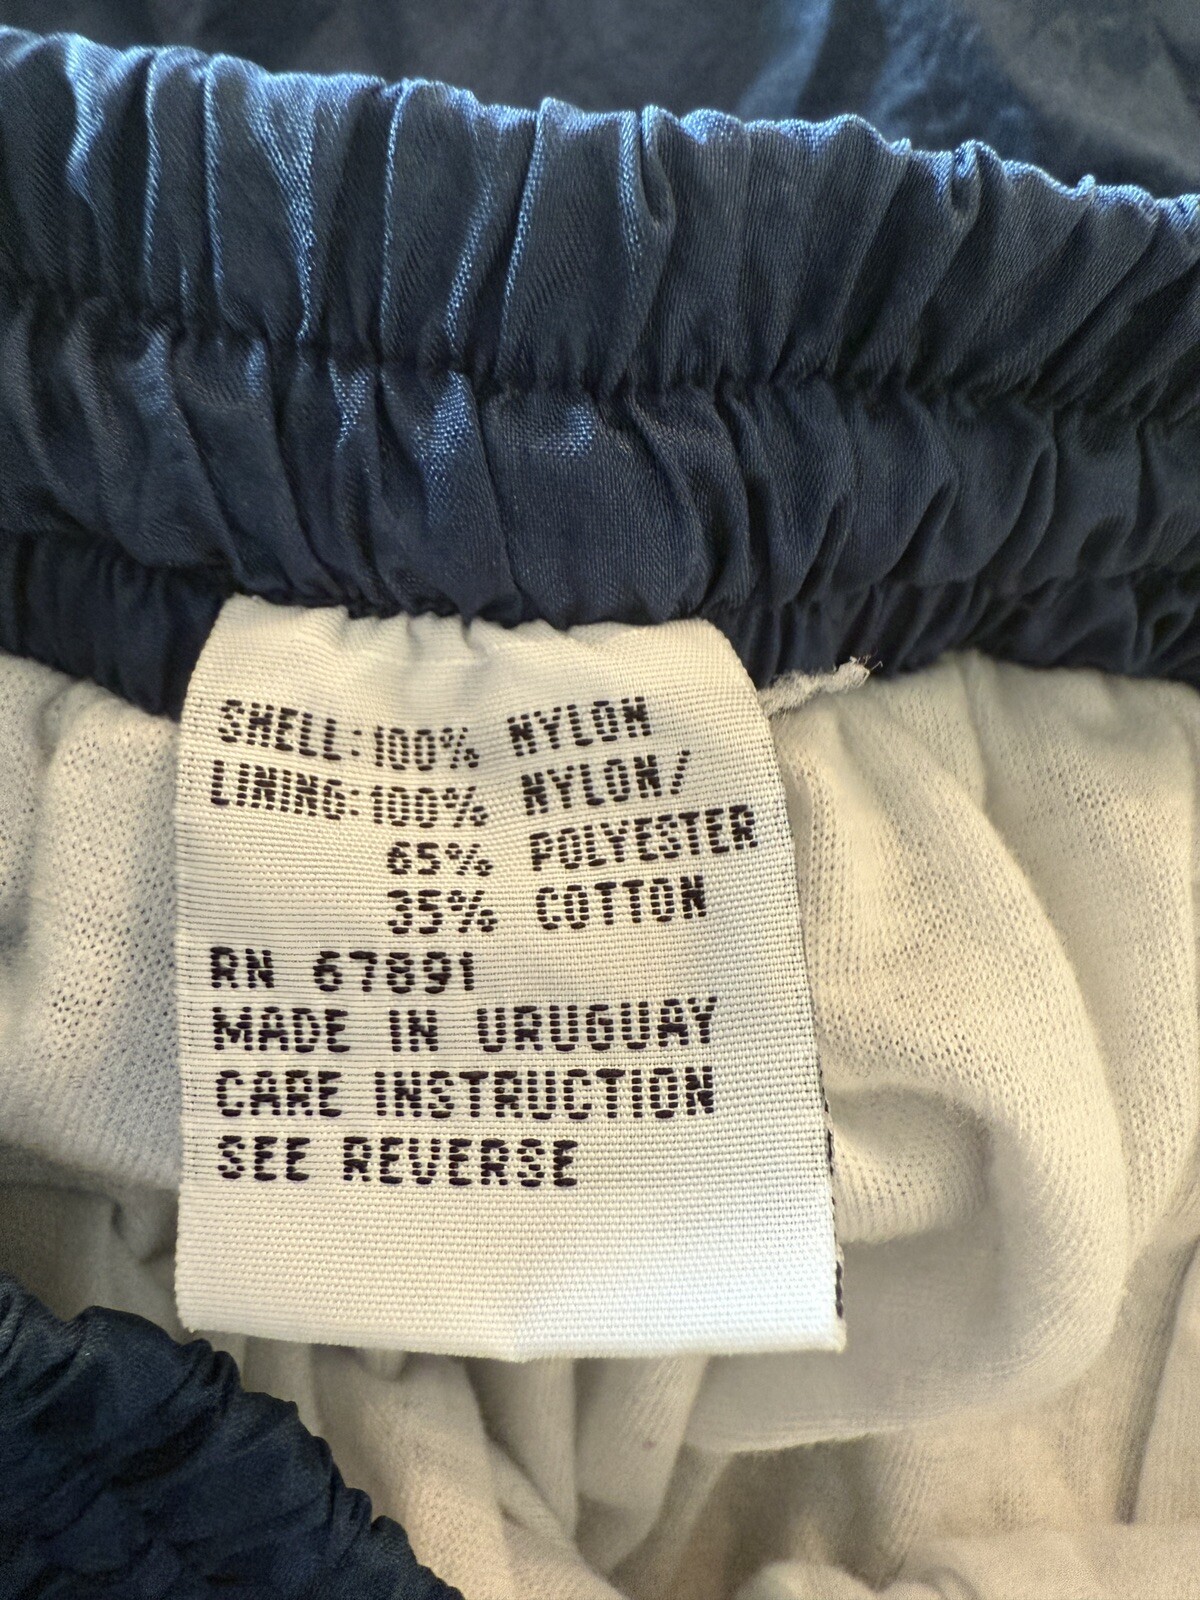 SHELL:100% NYLON
LINING:100% NYLON/
65% POLYESTER
35% COTTON
RN 67891
MADE IN URUGUAY
CARE INSTRUCTION
SEE REVERSE